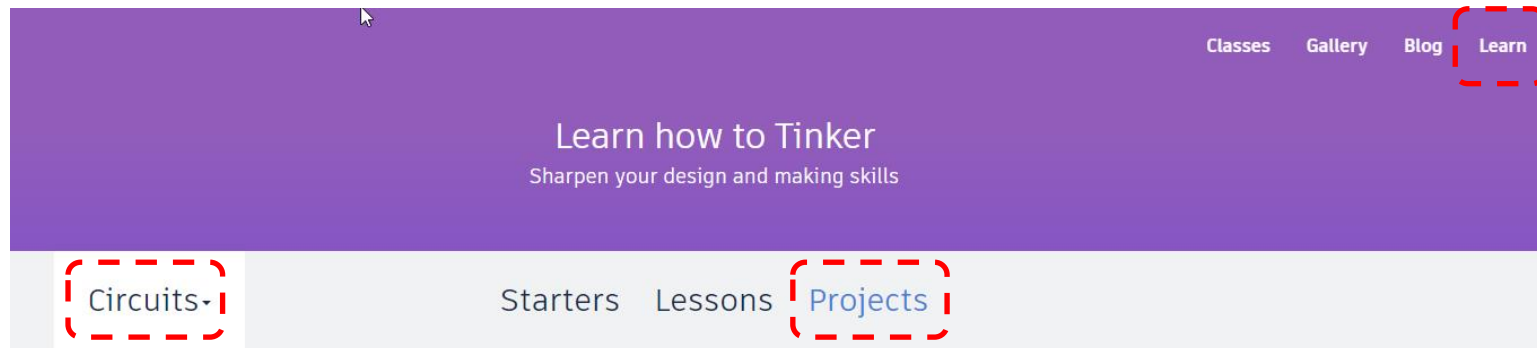 Classes Gallery Blog Learn
Learn how to Tinker
Sharpen your design and making skills
Circuits Starters Lessons Projects